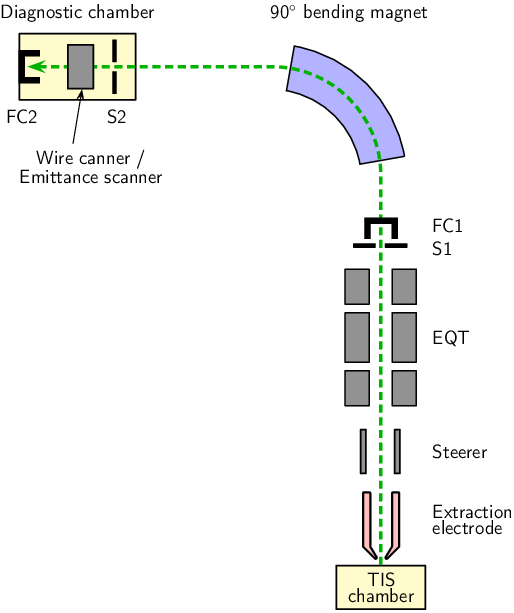 Diagnostic chamber
90° bending magnet
FC2
S2
Wire canner /
Emittance scanner
FC1
S1
EQT
Steerer
Extraction
electrode
TIS
chamber